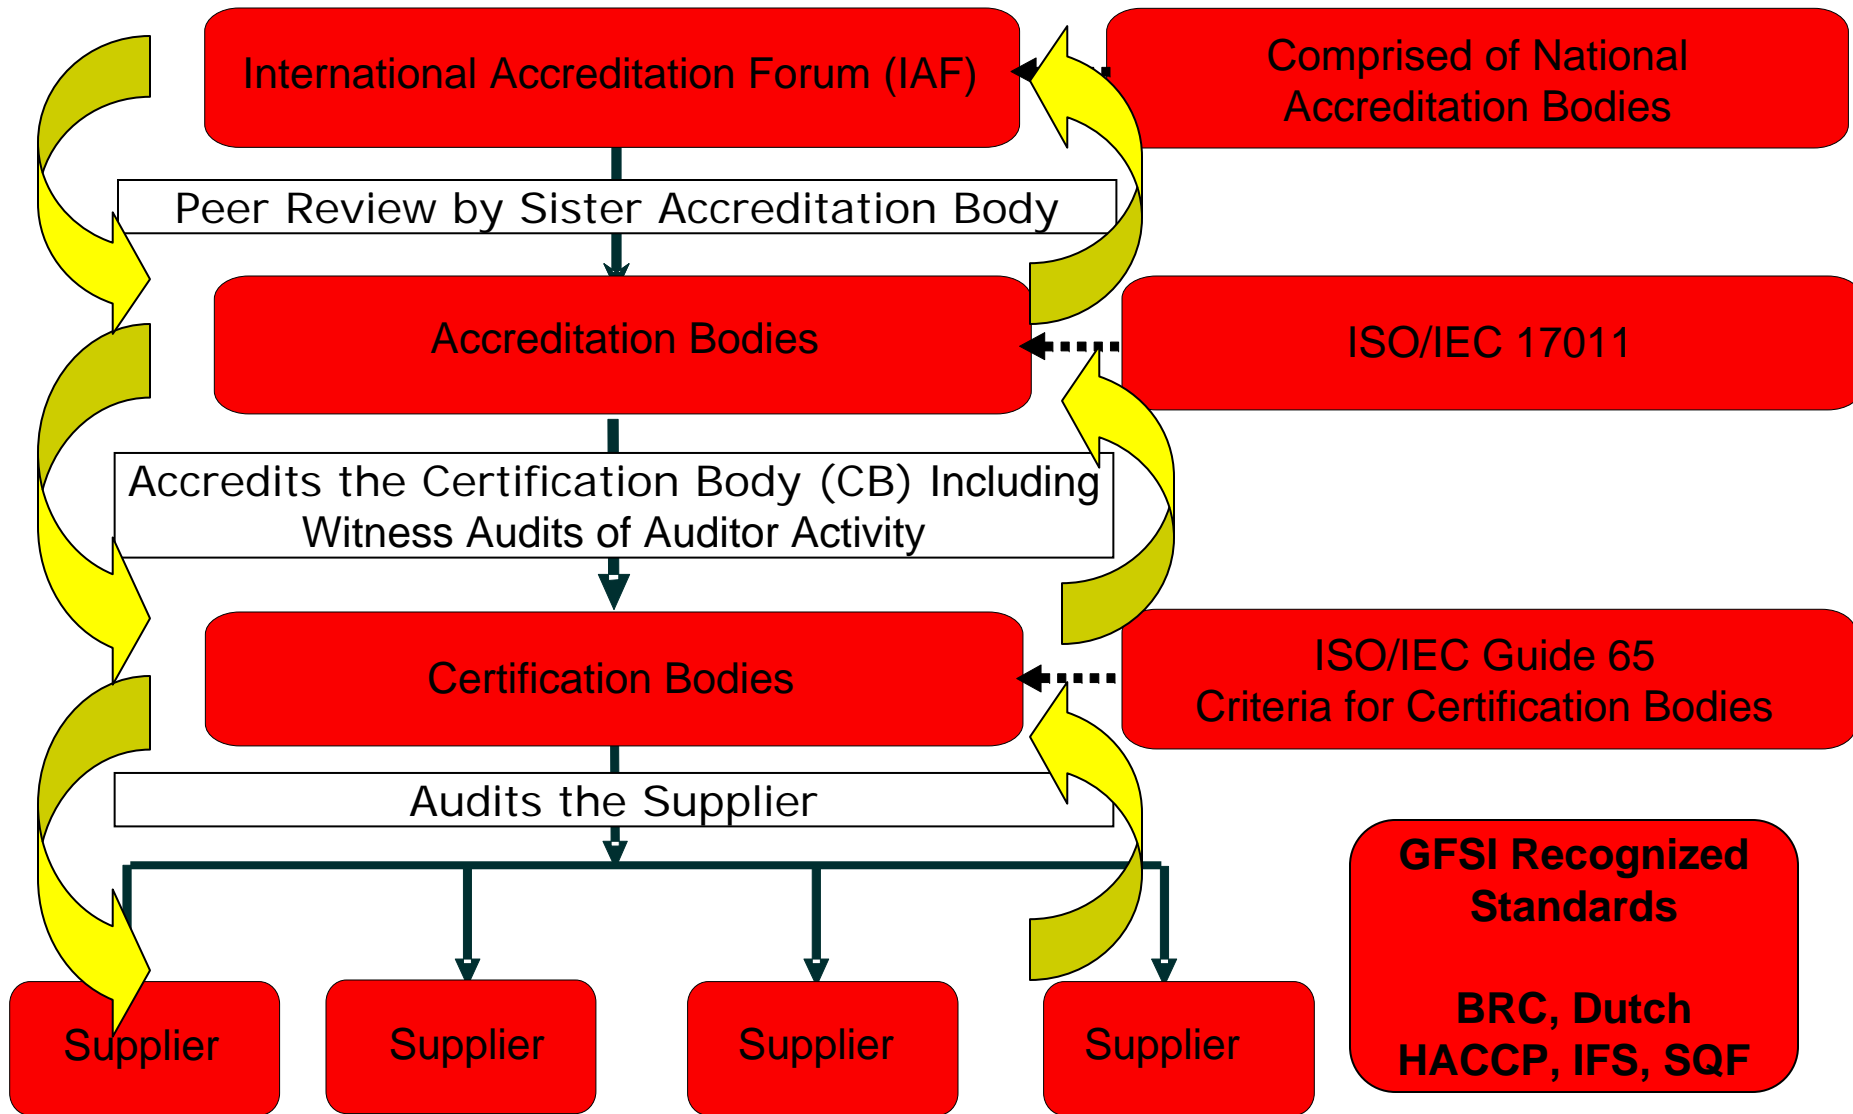 International Accreditation Forum (IAF)
Comprised of National
Accreditation Bodies
Peer Review by Sister Accreditation Body
Accreditation Bodies
ISO/IEC 17011
Accredits the Certification Body (CB) Including
Witness Audits of Auditor Activity
Certification Bodies
ISO/IEC Guide 65
Criteria for Certification Bodies
Audits the Supplier
GFSI Recognized
Standards
BRC, Dutch
HACCP, IFS, SQF
Supplier
Supplier
Supplier
Supplier